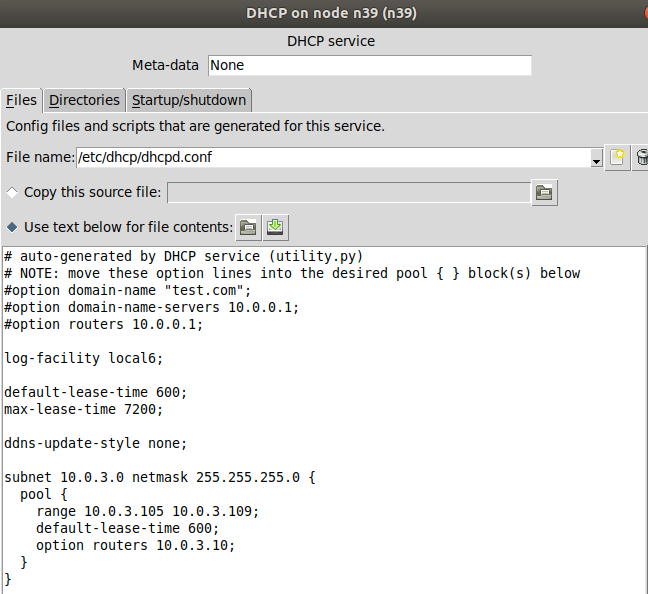 DHCP on node n39 (n39)
DHCP service
Meta-data None
Files Directories Startup/shutdown
Config files and scripts that are generated for this service.
File name: /etc/dhcp/dhcpd.conf
Copy this source file:
Use text below for file contents:
# auto-generated by DHCP service (utility.py)
# NOTE: move these option lines into the desired pool { } block(s) below
#option domain-name "test.com";
#option domain-name-servers 10.0.0.1;
#option routers 10.0.0.1;

log-facility local6;

default-lease-time 600;
max-lease-time 7200;

ddns-update-style none;

subnet 10.0.3.0 netmask 255.255.255.0 {
  pool {
    range 10.0.3.105 10.0.3.109;
    default-lease-time 600;
    option routers 10.0.3.10;
  }
}